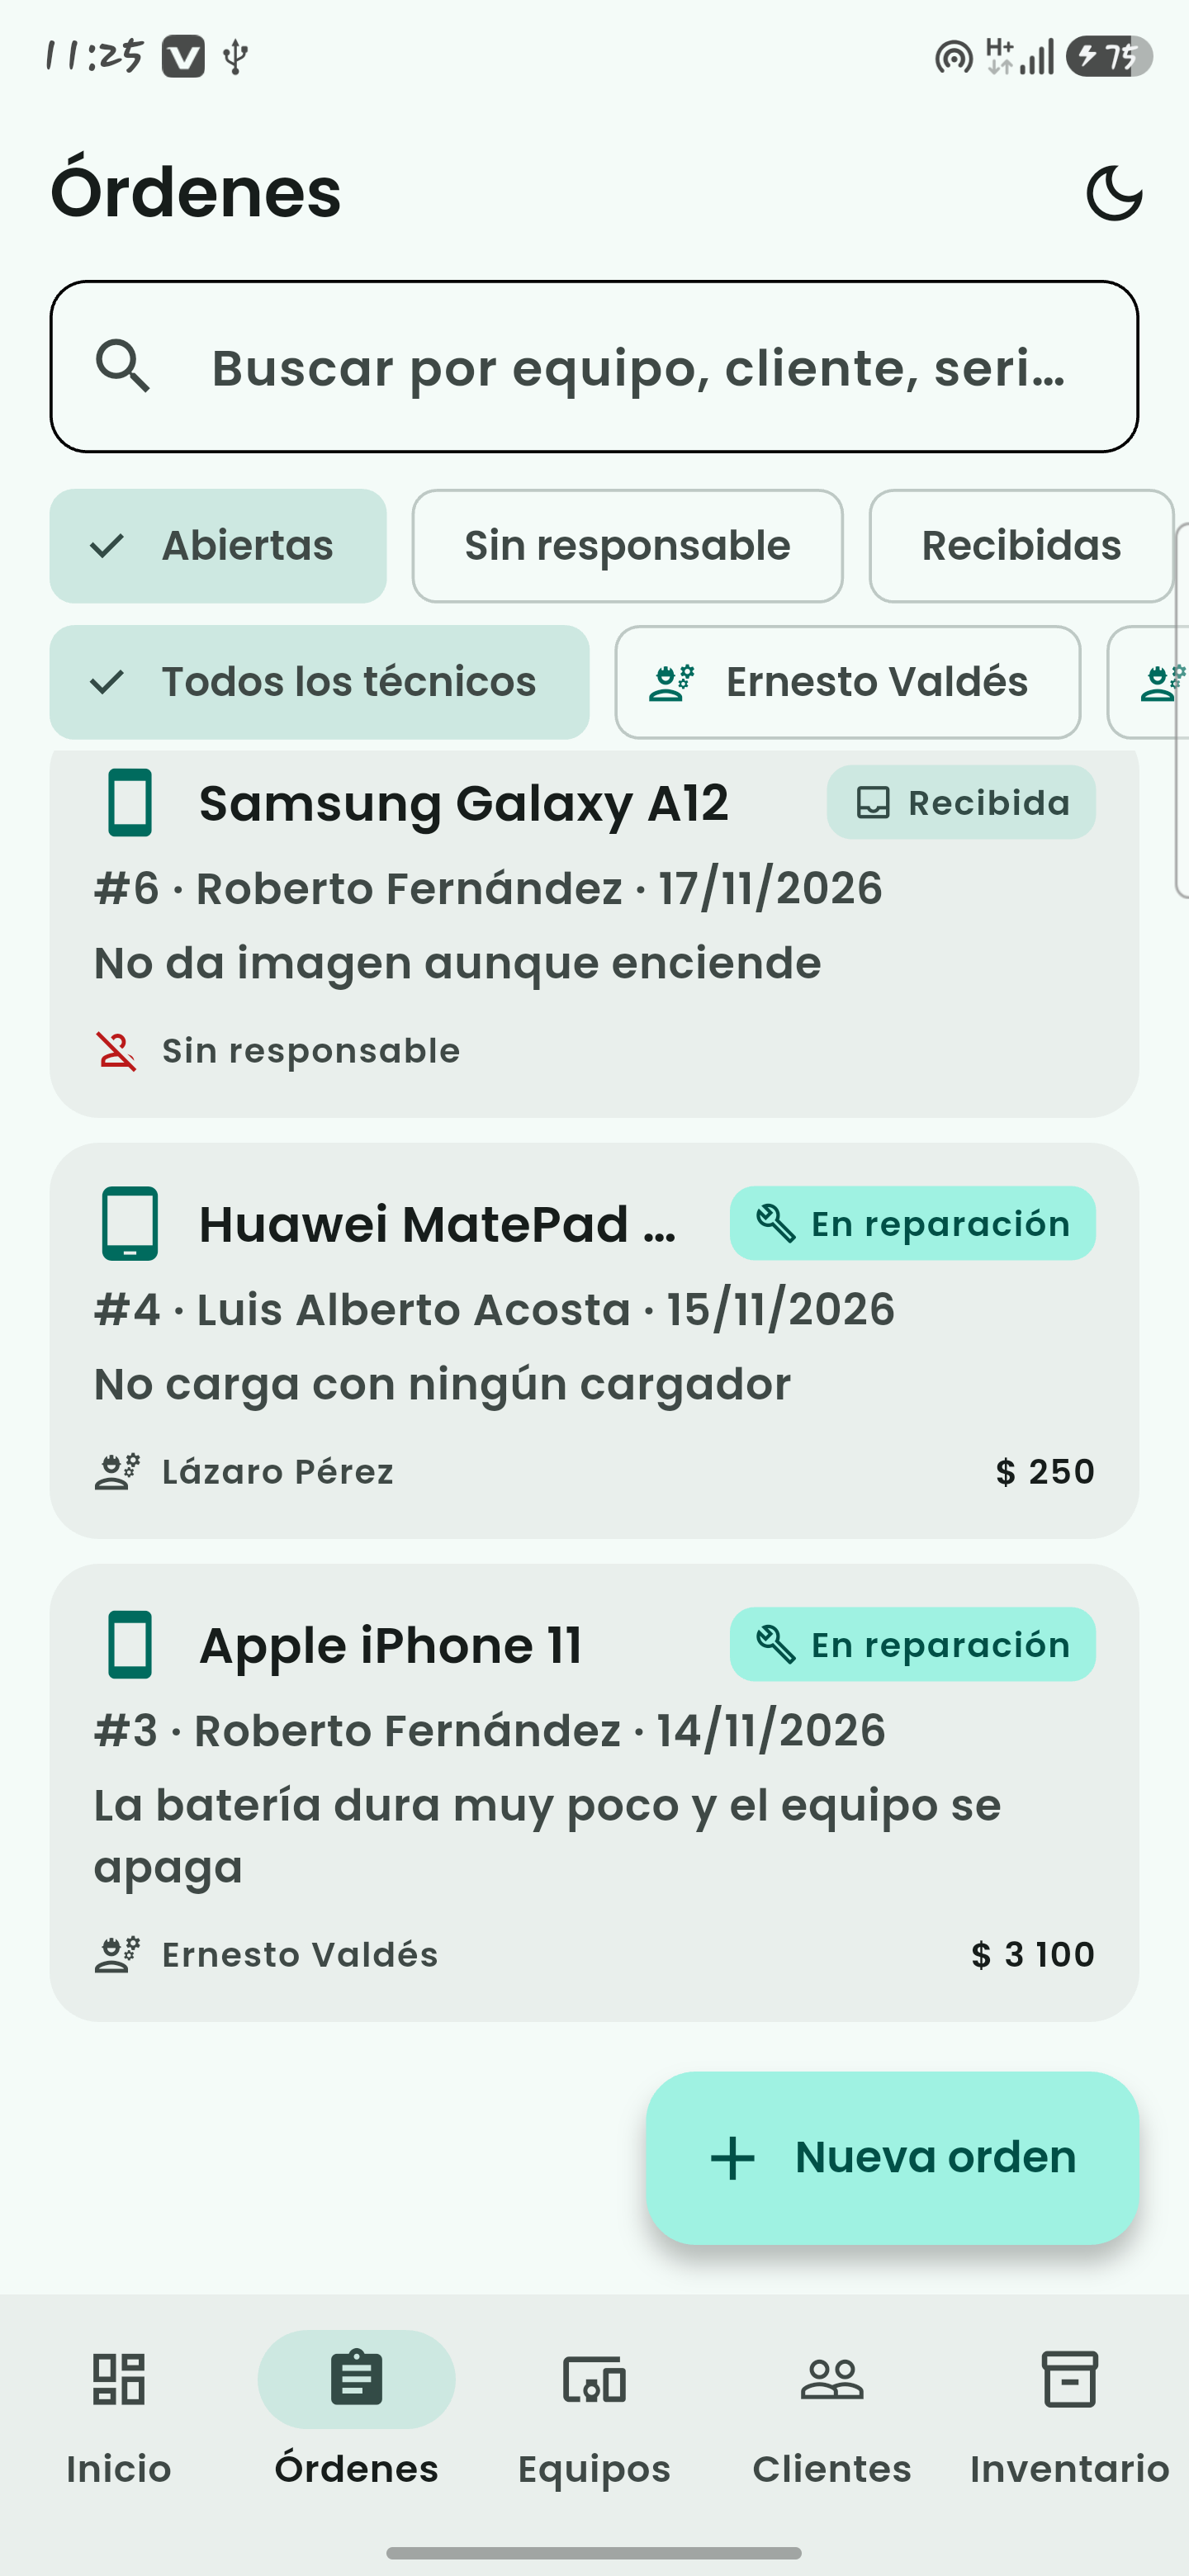 11:25
H+
75
Órdenes
Buscar por equipo, cliente, seri...
Abiertas
Sin responsable
Recibidas
Todos los técnicos
Ernesto Valdés
Samsung Galaxy A12
Recibida
#6 · Roberto Fernández · 17/11/2026
No da imagen aunque enciende
Sin responsable
Huawei MatePad ...
En reparación
#4 · Luis Alberto Acosta · 15/11/2026
No carga con ningún cargador
Lázaro Pérez
$ 250
Apple iPhone 11
En reparación
#3 · Roberto Fernández · 14/11/2026
La batería dura muy poco y el equipo se
apaga
Ernesto Valdés
$ 3 100
Nueva orden
Inicio
Órdenes
Equipos
Clientes
Inventario